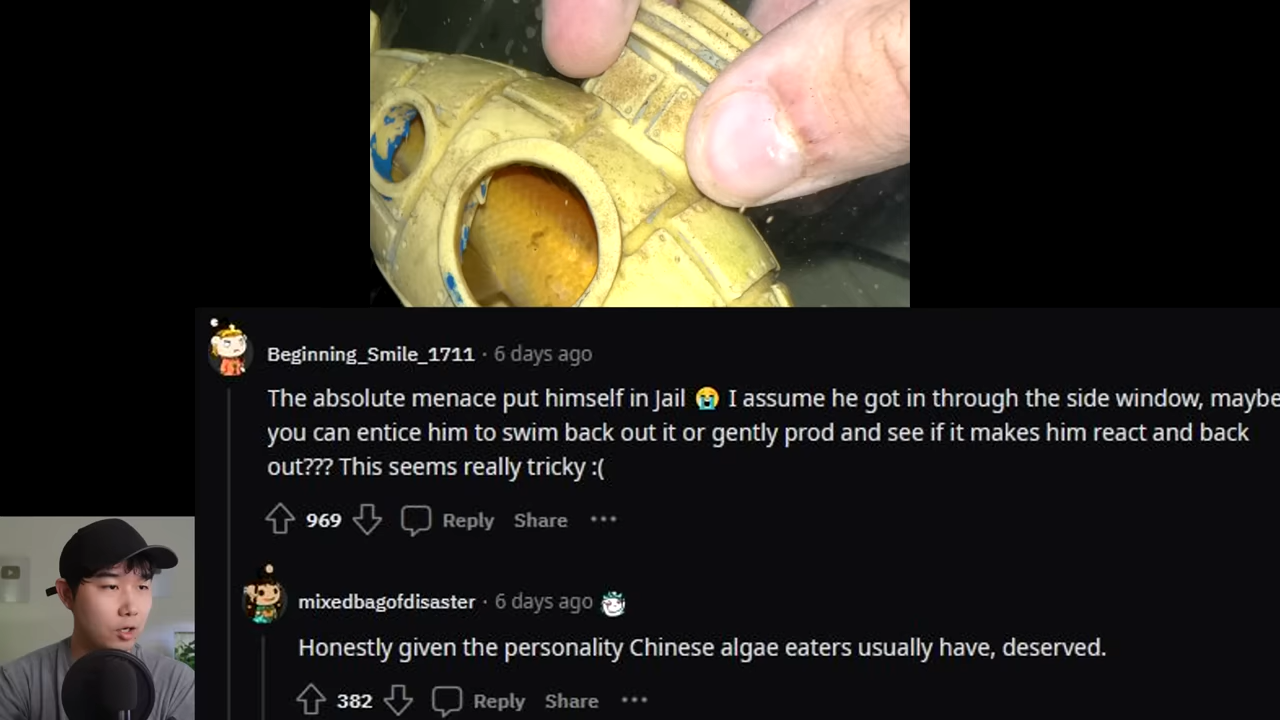 Beginning_Smile_1711 · 6 days ago
The absolute menace put himself in Jail 😭 I assume he got in through the side window, maybe
you can entice him to swim back out it or gently prod and see if it makes him react and back
out??? This seems really tricky :(
969 Reply Share ···
mixedbagofdisaster · 6 days ago
Honestly given the personality Chinese algae eaters usually have, deserved.
382 Reply Share ···